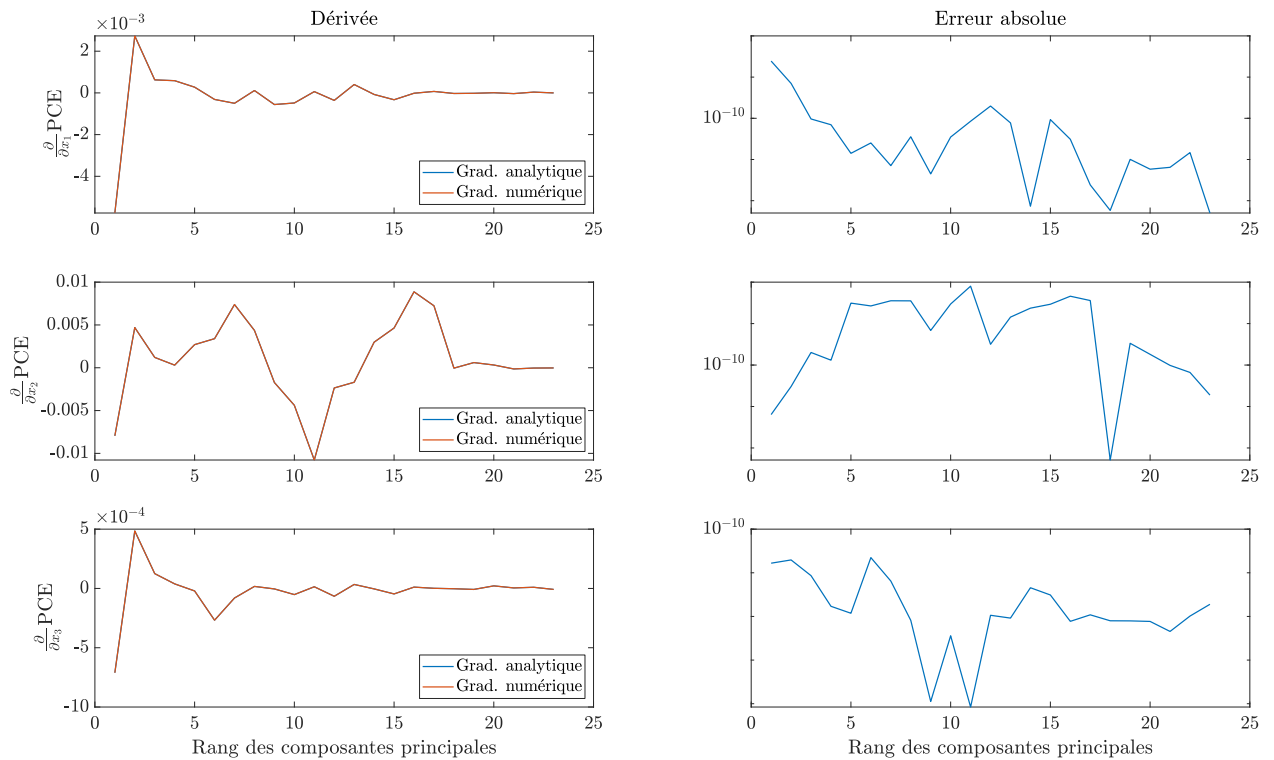 Dérivée
×10⁻³
2
0
-2
-4
∂/∂x₁ PCE
Grad. analytique
Grad. numérique
0 5 10 15 20 25
Erreur absolue
10⁻¹⁰
0 5 10 15 20 25
0.01
0.005
0
-0.005
-0.01
∂/∂x₂ PCE
Grad. analytique
Grad. numérique
0 5 10 15 20 25
10⁻¹⁰
0 5 10 15 20 25
×10⁻⁴
5
0
-5
-10
∂/∂x₃ PCE
Grad. analytique
Grad. numérique
0 5 10 15 20 25
Rang des composantes principales
10⁻¹⁰
0 5 10 15 20 25
Rang des composantes principales